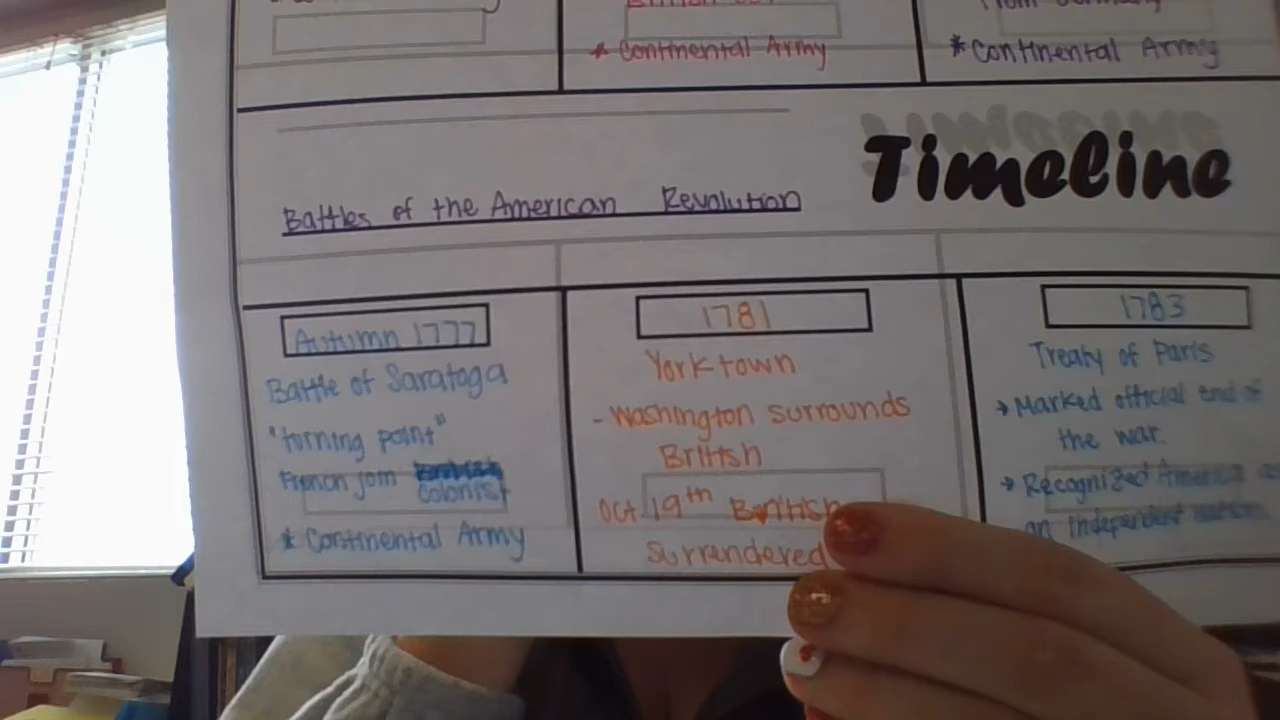 * Continental Army
* Continental Army
Timeline
Battles of the American Revolution
Autumn 1777
Battle of Saratoga
"turning point"
French join
colonist
* Continental Army
1781
Yorktown
- Washington surrounds
British
Oct 19th British
surrendered
1783
Treaty of Paris
→ Marked official end of
the war.
→ Recognized America as
an independent nation